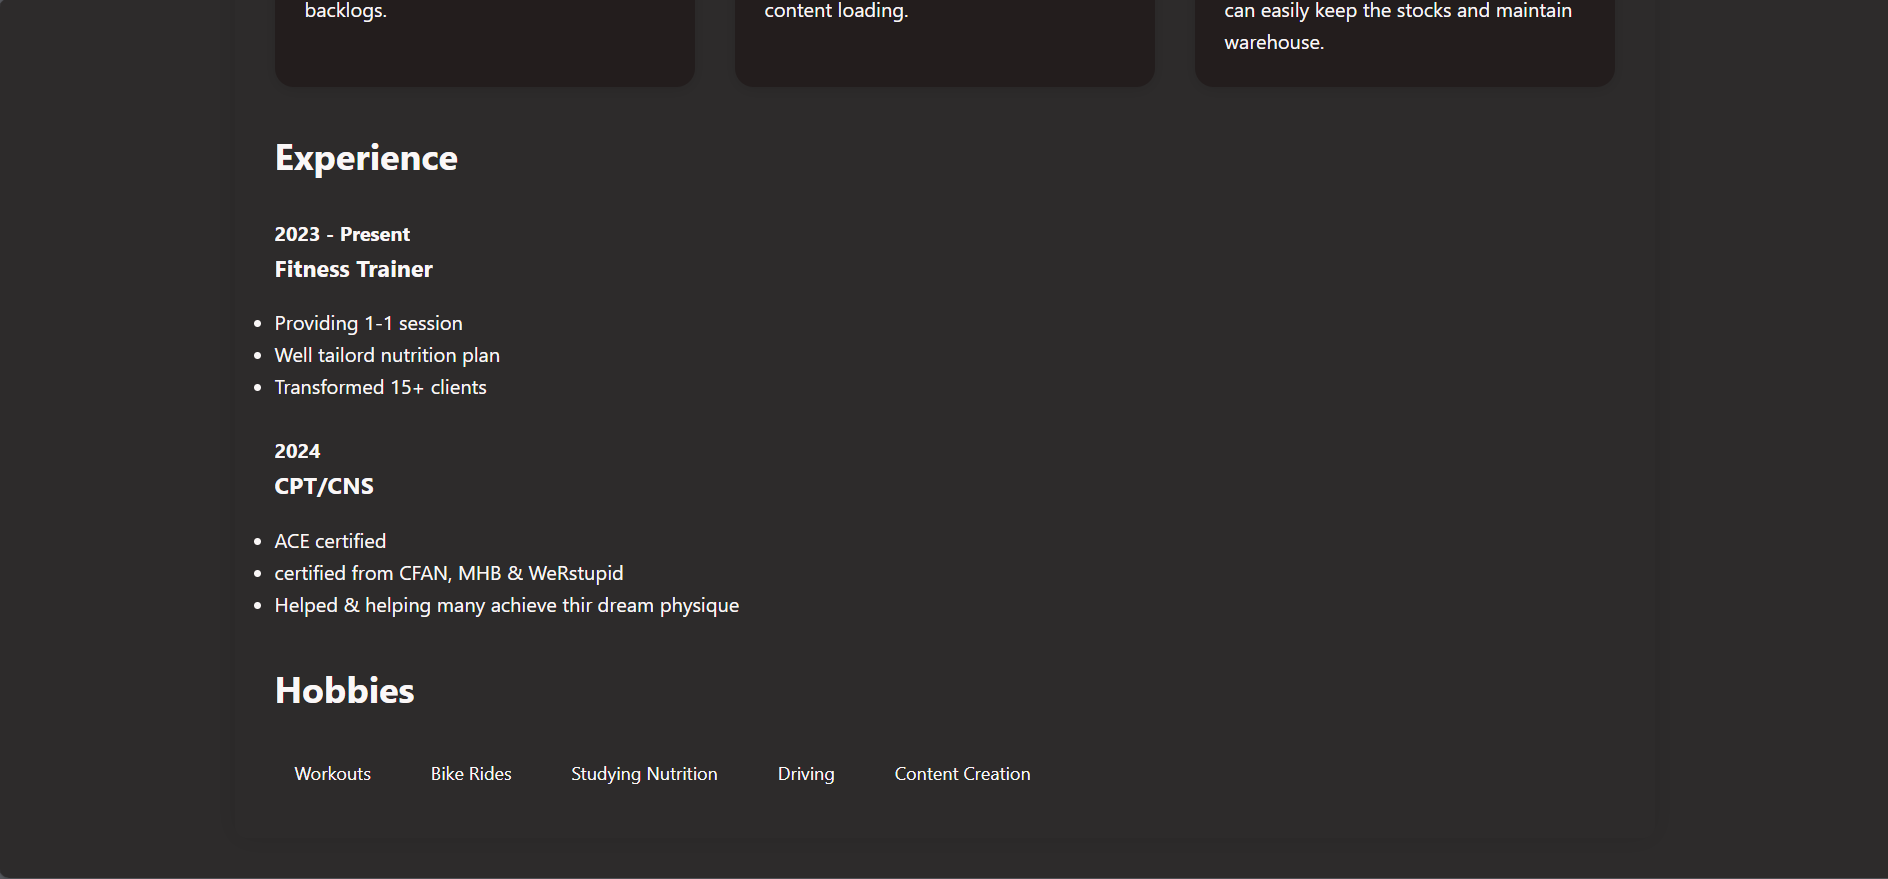 backlogs.
content loading.
can easily keep the stocks and maintain
warehouse.
Experience
2023 - Present
Fitness Trainer
Providing 1-1 session
Well tailord nutrition plan
Transformed 15+ clients
2024
CPT/CNS
ACE certified
certified from CFAN, MHB & WeRstupid
Helped & helping many achieve thir dream physique
Hobbies
Workouts Bike Rides Studying Nutrition Driving Content Creation